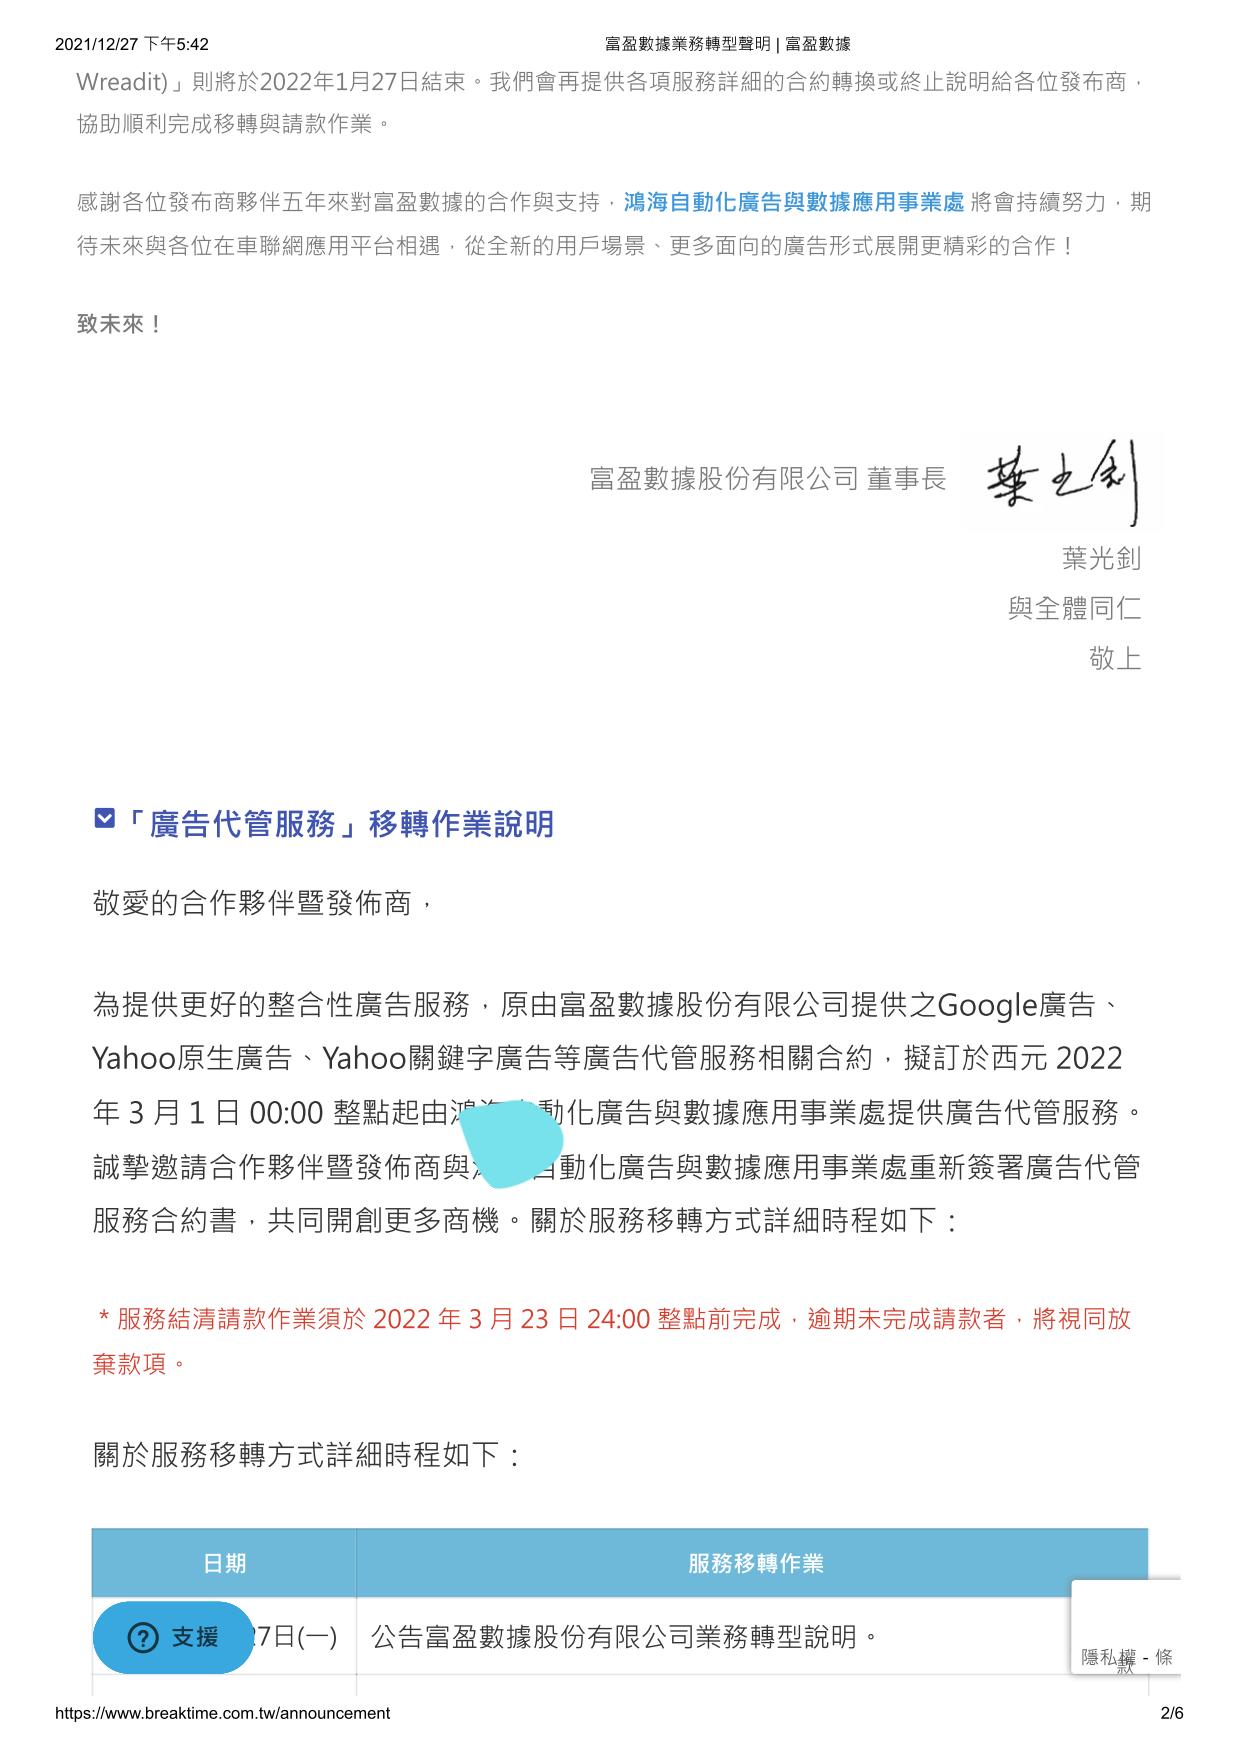 2021/12/27 下午5:42 富盈數據業務轉型聲明 | 富盈數據
Wreadit)」則將於2022年1月27日結束。我們會再提供各項服務詳細的合約轉換或終止說明給各位發布商，
協助順利完成移轉與請款作業。
感謝各位發布商夥伴五年來對富盈數據的合作與支持，鴻海自動化廣告與數據應用事業處 將會持續努力，期
待未來與各位在車聯網應用平台相遇，從全新的用戶場景、更多面向的廣告形式展開更精彩的合作！
致未來！
富盈數據股份有限公司 董事長
葉光釗
與全體同仁
敬上
「廣告代管服務」移轉作業說明
敬愛的合作夥伴暨發佈商，
為提供更好的整合性廣告服務，原由富盈數據股份有限公司提供之Google廣告、
Yahoo原生廣告、Yahoo關鍵字廣告等廣告代管服務相關合約，擬訂於西元 2022
年 3 月 1 日 00:00 整點起由動化廣告與數據應用事業處提供廣告代管服務。
誠摯邀請合作夥伴暨發佈商與動化廣告與數據應用事業處重新簽署廣告代管
服務合約書，共同開創更多商機。關於服務移轉方式詳細時程如下：
* 服務結清請款作業須於 2022 年 3 月 23 日 24:00 整點前完成，逾期未完成請款者，將視同放
棄款項。
關於服務移轉方式詳細時程如下：
日期 服務移轉作業
支援 27日(一) 公告富盈數據股份有限公司業務轉型說明。
隱私權 - 條
款
https://www.breaktime.com.tw/announcement 2/6